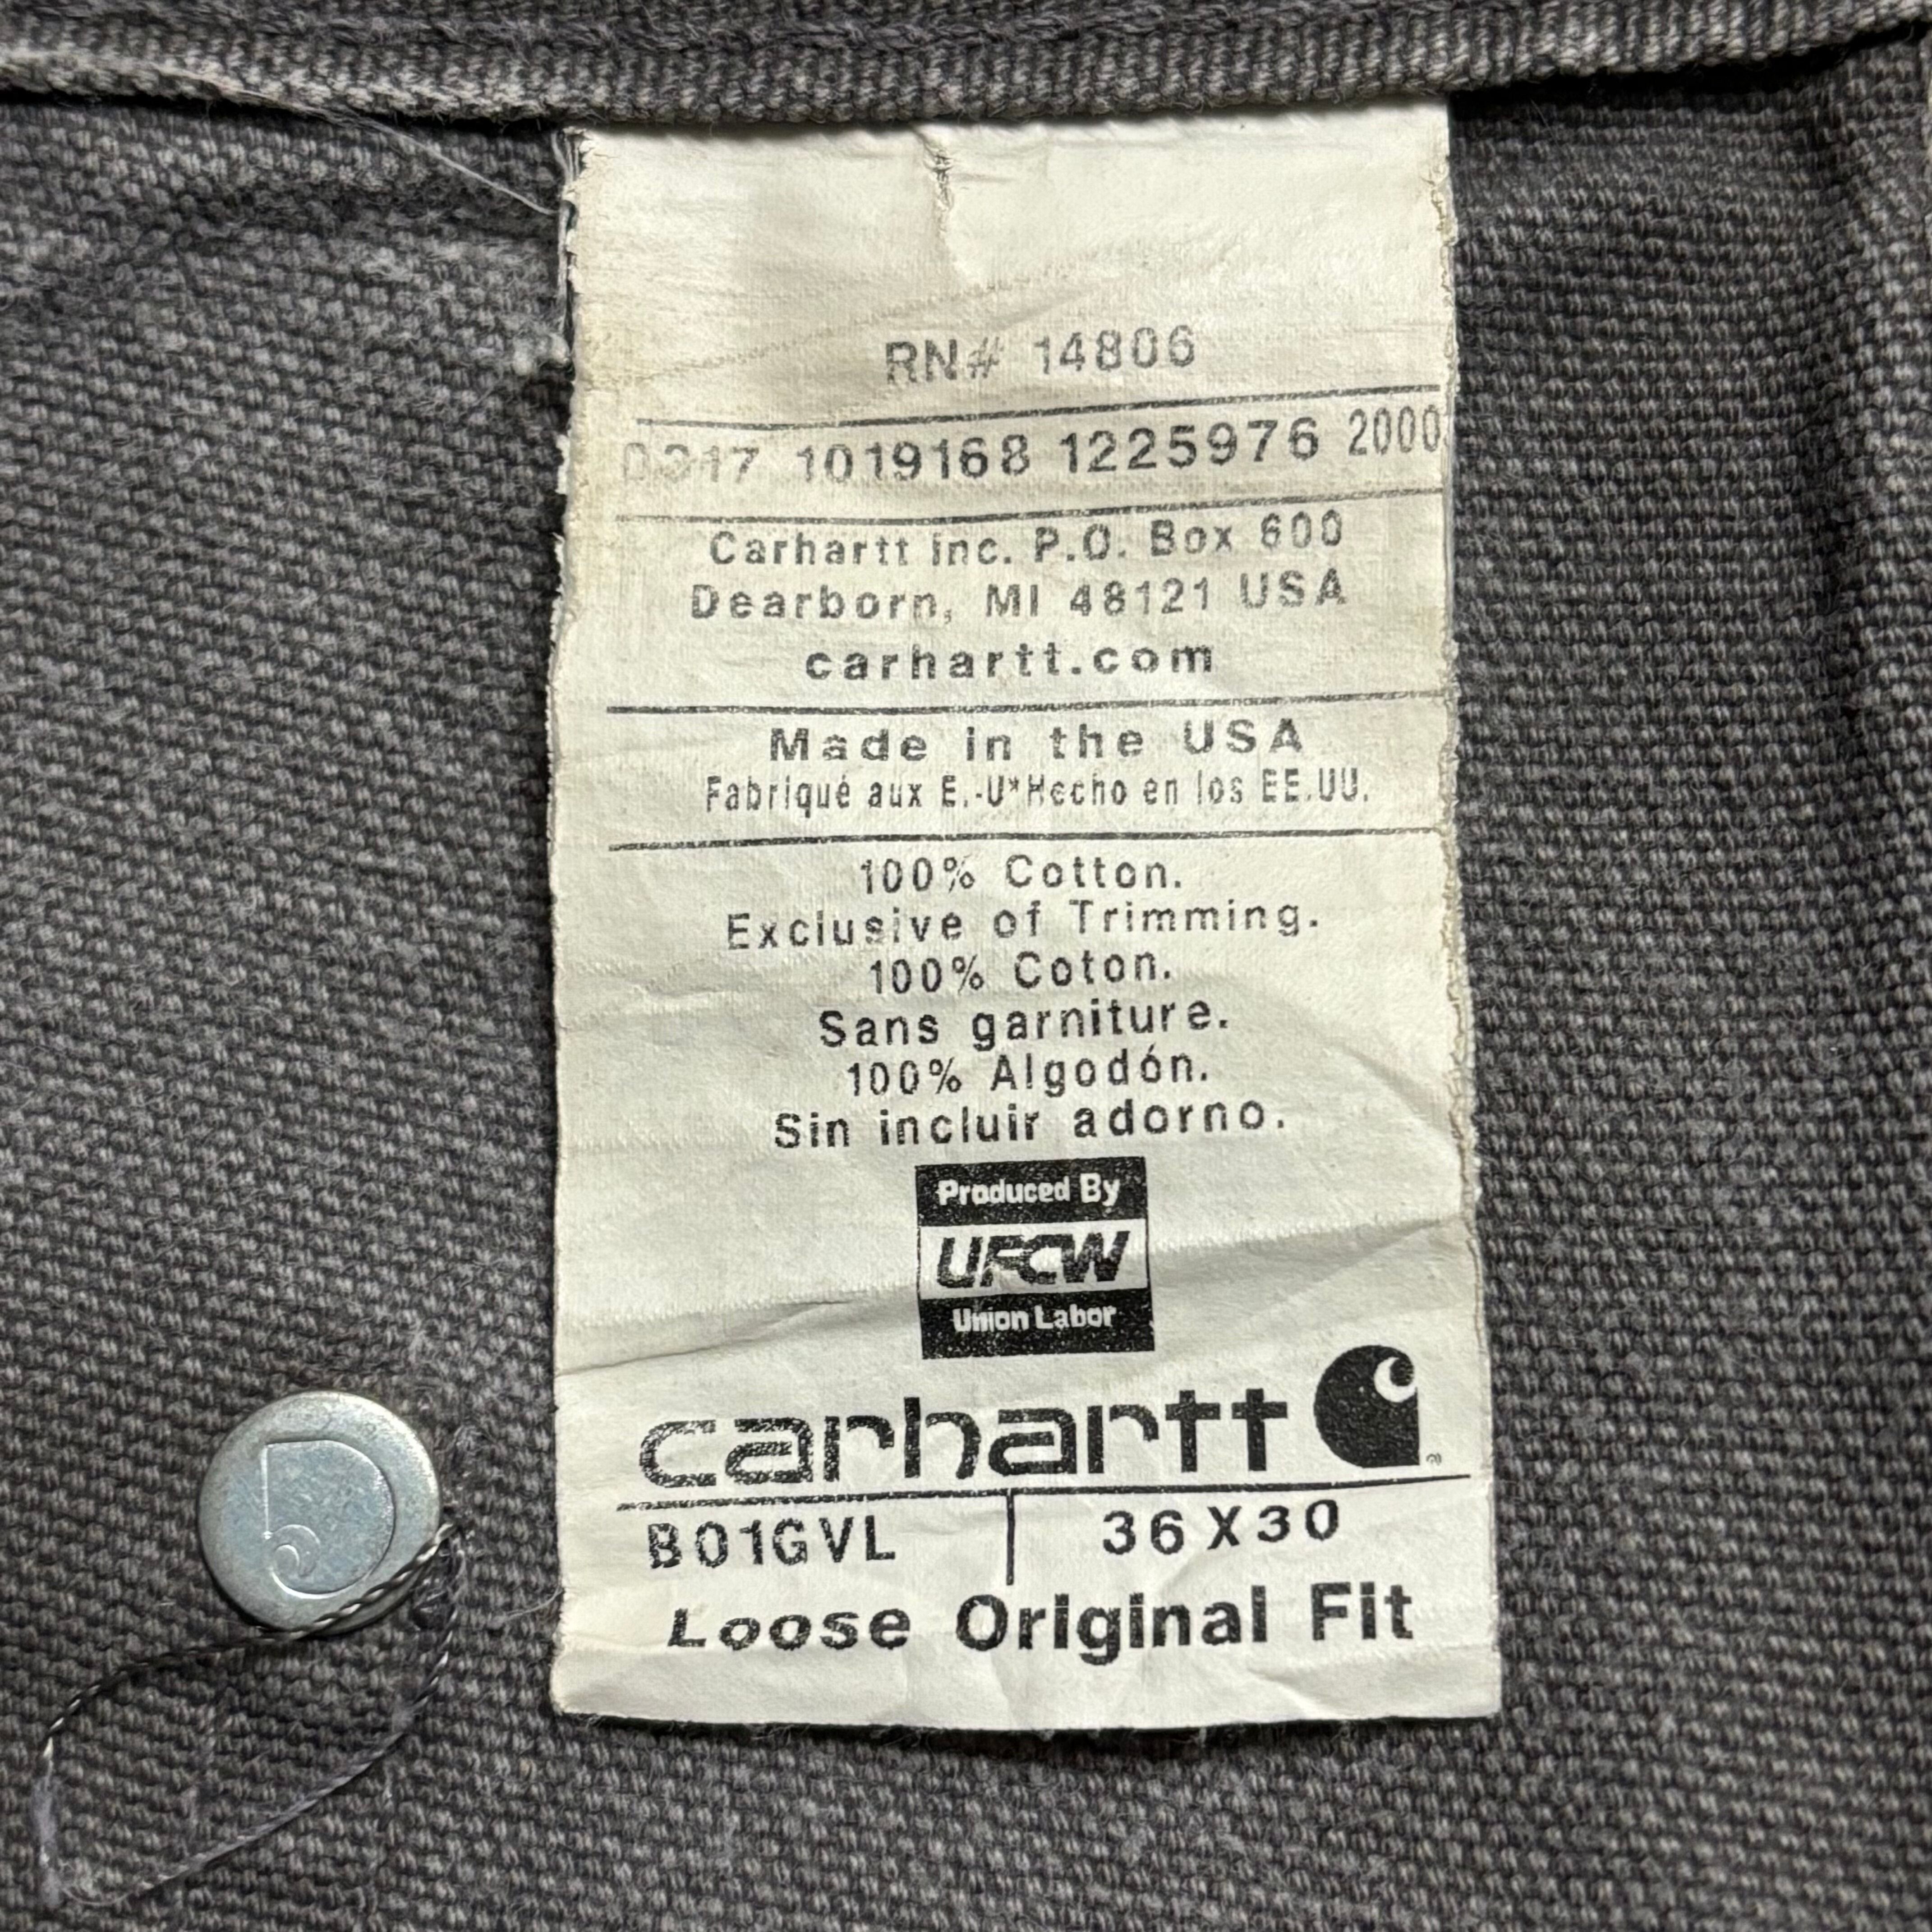 RN# 14806
0317 1019168 1225976 2000
Carhartt Inc. P.O. Box 600
Dearborn, MI 48121 USA
carhartt.com
Made in the USA
Fabriqué aux E.-U*Hecho en los EE.UU.
100% Cotton.
Exclusive of Trimming.
100% Coton.
Sans garniture.
100% Algodón.
Sin incluir adorno.
Produced By
UFCW
Union Labor
carhartt
B01GVL 36X30
Loose Original Fit